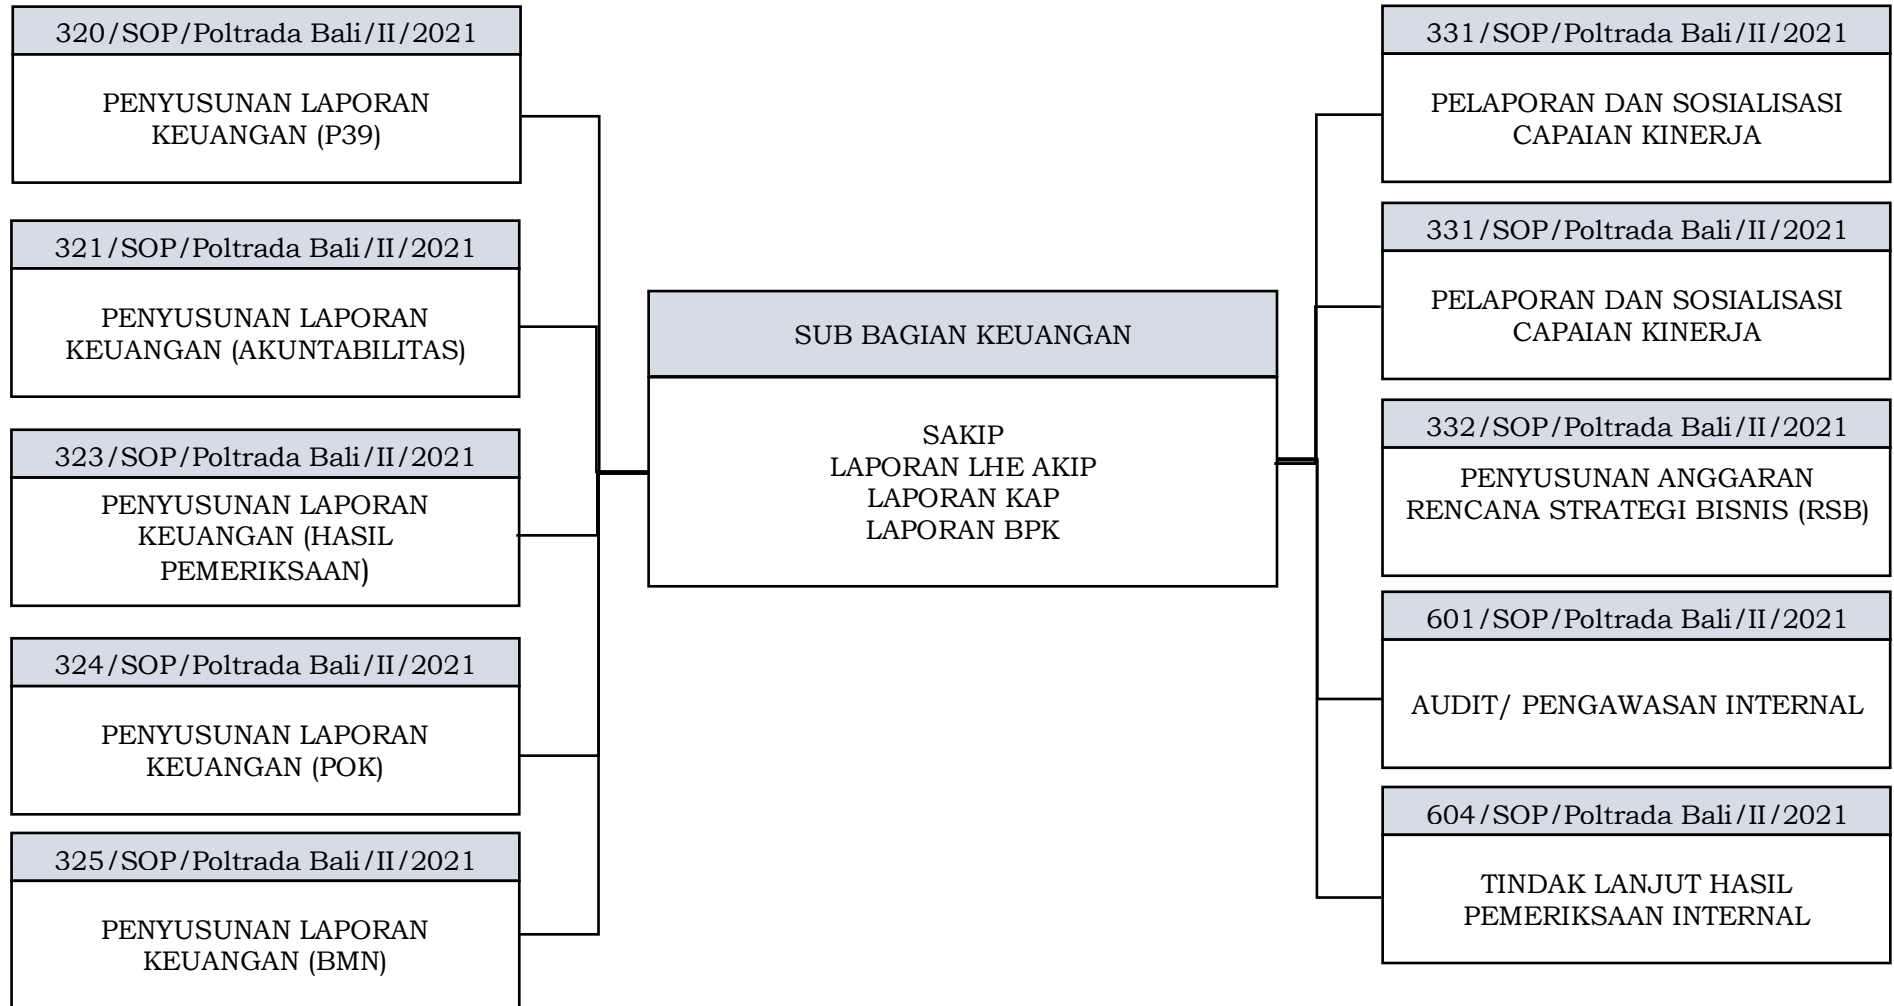 320/SOP/Poltrada Bali/II/2021
PENYUSUNAN LAPORAN
KEUANGAN (P39)
321/SOP/Poltrada Bali/II/2021
PENYUSUNAN LAPORAN
KEUANGAN (AKUNTABILITAS)
323/SOP/Poltrada Bali/II/2021
PENYUSUNAN LAPORAN
KEUANGAN (HASIL
PEMERIKSAAN)
324/SOP/Poltrada Bali/II/2021
PENYUSUNAN LAPORAN
KEUANGAN (POK)
325/SOP/Poltrada Bali/II/2021
PENYUSUNAN LAPORAN
KEUANGAN (BMN)
SUB BAGIAN KEUANGAN
SAKIP
LAPORAN LHE AKIP
LAPORAN KAP
LAPORAN BPK
331/SOP/Poltrada Bali/II/2021
PELAPORAN DAN SOSIALISASI
CAPAIAN KINERJA
331/SOP/Poltrada Bali/II/2021
PELAPORAN DAN SOSIALISASI
CAPAIAN KINERJA
332/SOP/Poltrada Bali/II/2021
PENYUSUNAN ANGGARAN
RENCANA STRATEGI BISNIS (RSB)
601/SOP/Poltrada Bali/II/2021
AUDIT/ PENGAWASAN INTERNAL
604/SOP/Poltrada Bali/II/2021
TINDAK LANJUT HASIL
PEMERIKSAAN INTERNAL